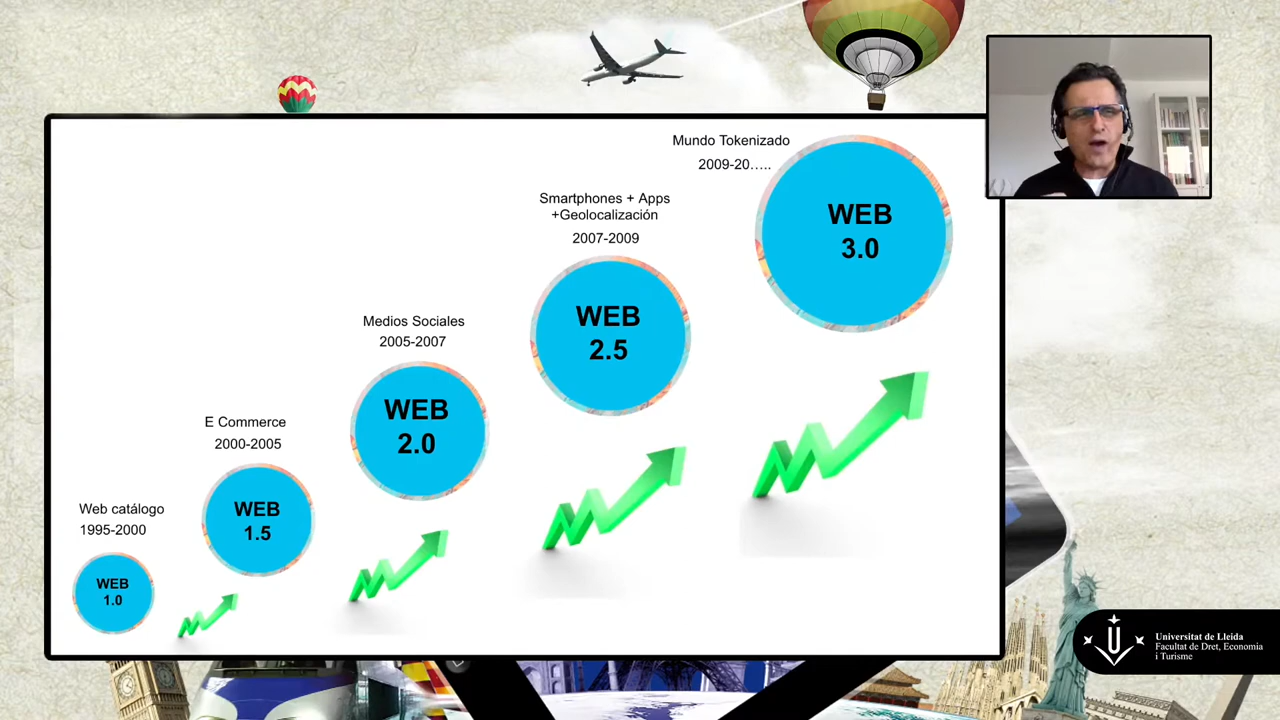 Mundo Tokenizado
2009-20…..
WEB
3.0
Smartphones + Apps
+Geolocalización
2007-2009
WEB
2.5
Medios Sociales
2005-2007
WEB
2.0
E Commerce
2000-2005
WEB
1.5
Web catálogo
1995-2000
WEB
1.0
Universitat de Lleida
Facultat de Dret, Economia
i Turisme